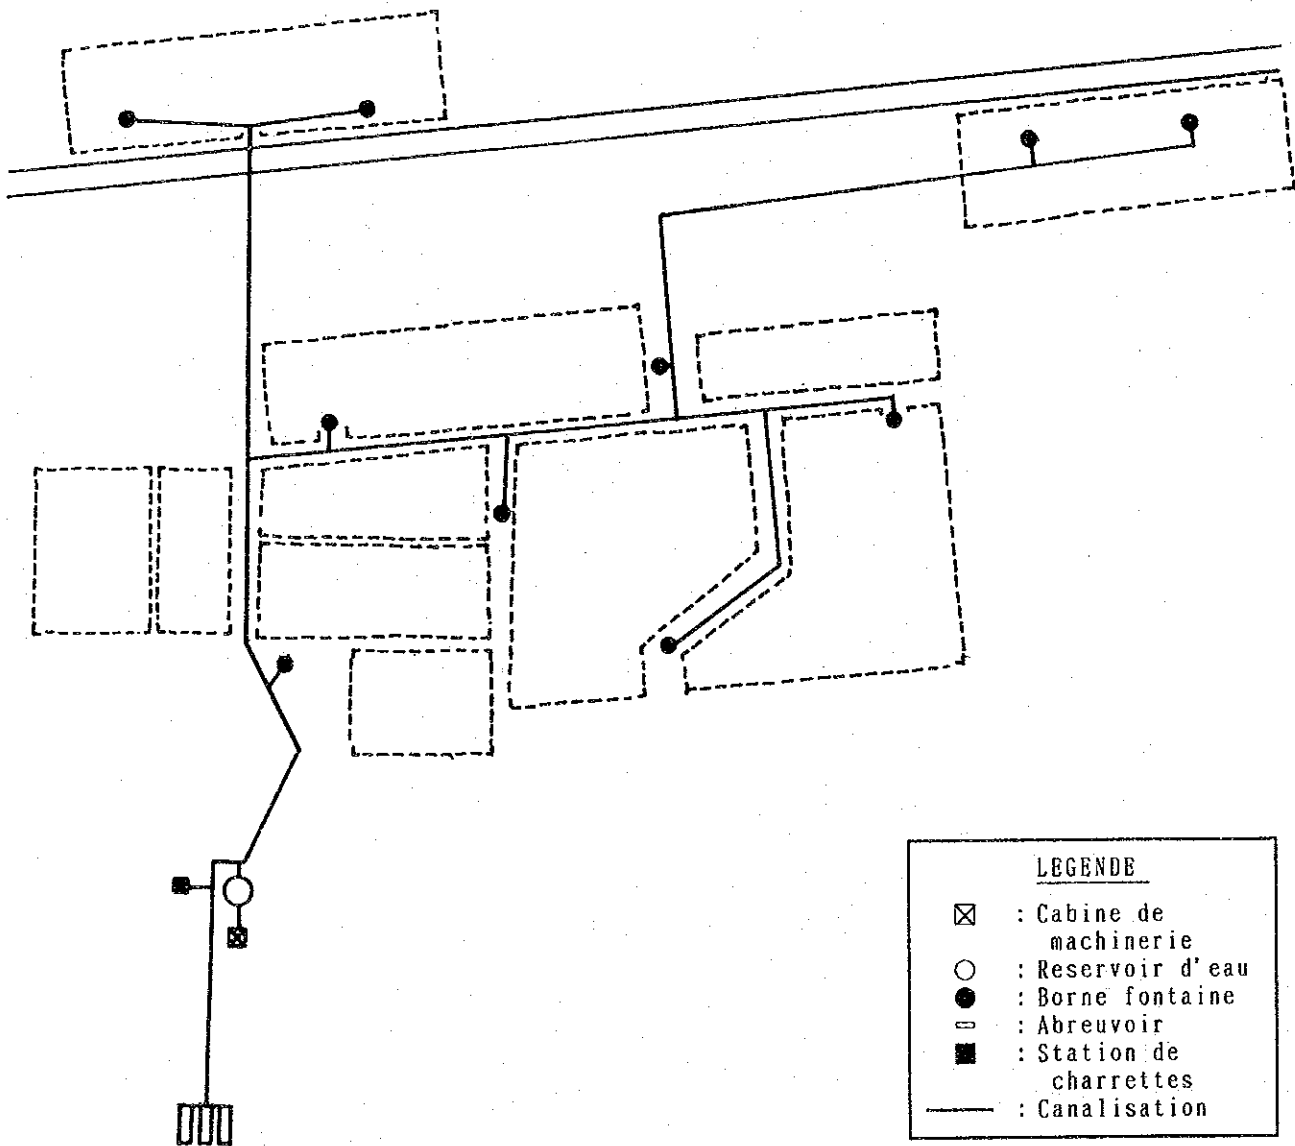 LEGENDE
: Cabine de
machinerie
: Reservoir d'eau
: Borne fontaine
: Abreuvoir
: Station de
charrettes
: Canalisation